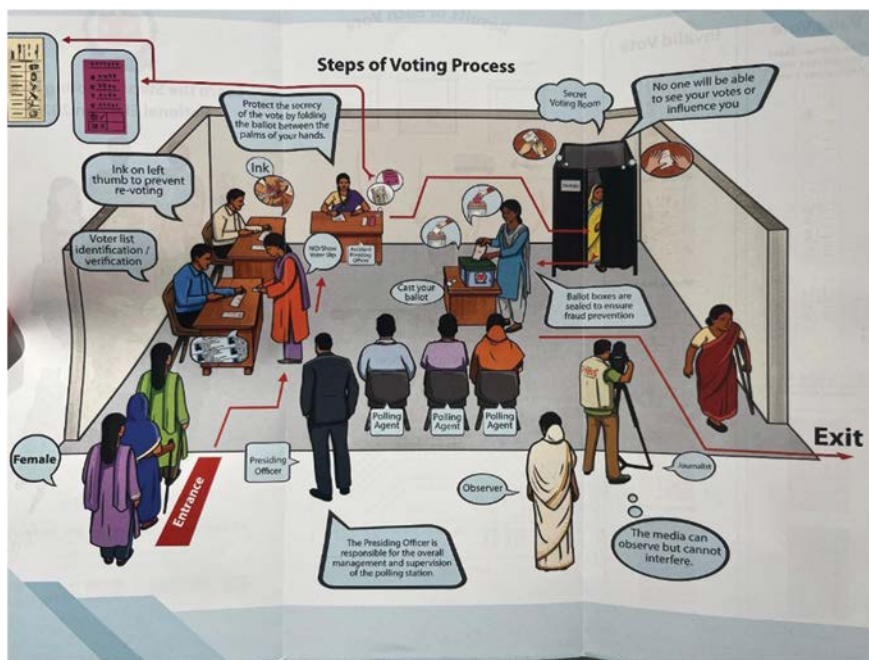 Steps of Voting Process
Protect the secrecy
of the vote by folding
the ballot between the
palms of your hands.
Secret
Voting Room
No one will be able
to see your votes or
influence you
Ink on left
thumb to prevent
re-voting
Ink
Voter list
identification /
verification
NID/Show
Voter Slip
Assistant
Presiding
Officer
Cast your
ballot
Ballot boxes are
sealed to ensure
fraud prevention
Polling
Agent
Polling
Agent
Polling
Agent
Female
Entrance
Presiding
Officer
Observer
Journalist
Exit
The Presiding Officer is
responsible for the overall
management and supervision
of the polling station.
The media can
observe but cannot
interfere.